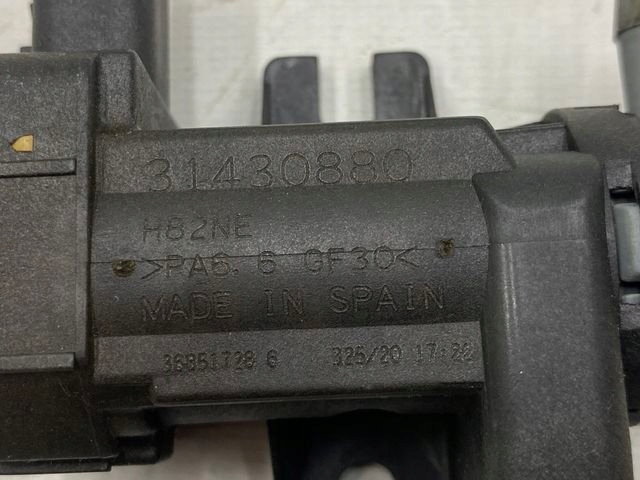 31430880
H82NE
>PA6.6 GF30<
MADE IN SPAIN
36851728 6 325/20 17:22